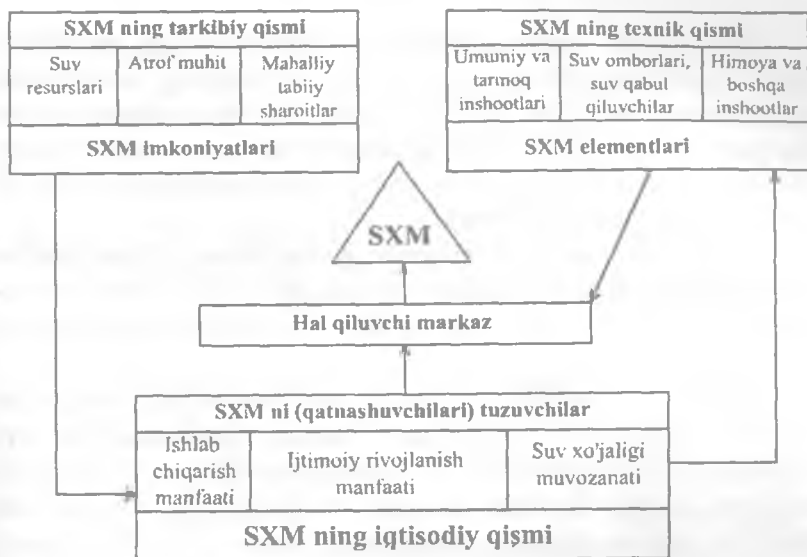 SXM ning tarkibiy qismi
Suv
resurslari
Atrof muhit
Mahalliy
tabiiy
sharoitlar
SXM imkoniyatlari
SXM ning texnik qismi
Umumiy va
tarmoq
inshootlari
Suv omborlari,
suv qabul
qiluvchilar
Himoya va
boshqa
inshootlar
SXM elementlari
SXM
Hal qiluvchi markaz
SXM ni (qatnashuvchilari) tuzuvchilar
Ishlab
chiqarish
manfaati
Ijtimoiy rivojlanish
manfaati
Suv xo'jaligi
muvozanati
SXM ning iqtisodiy qismi